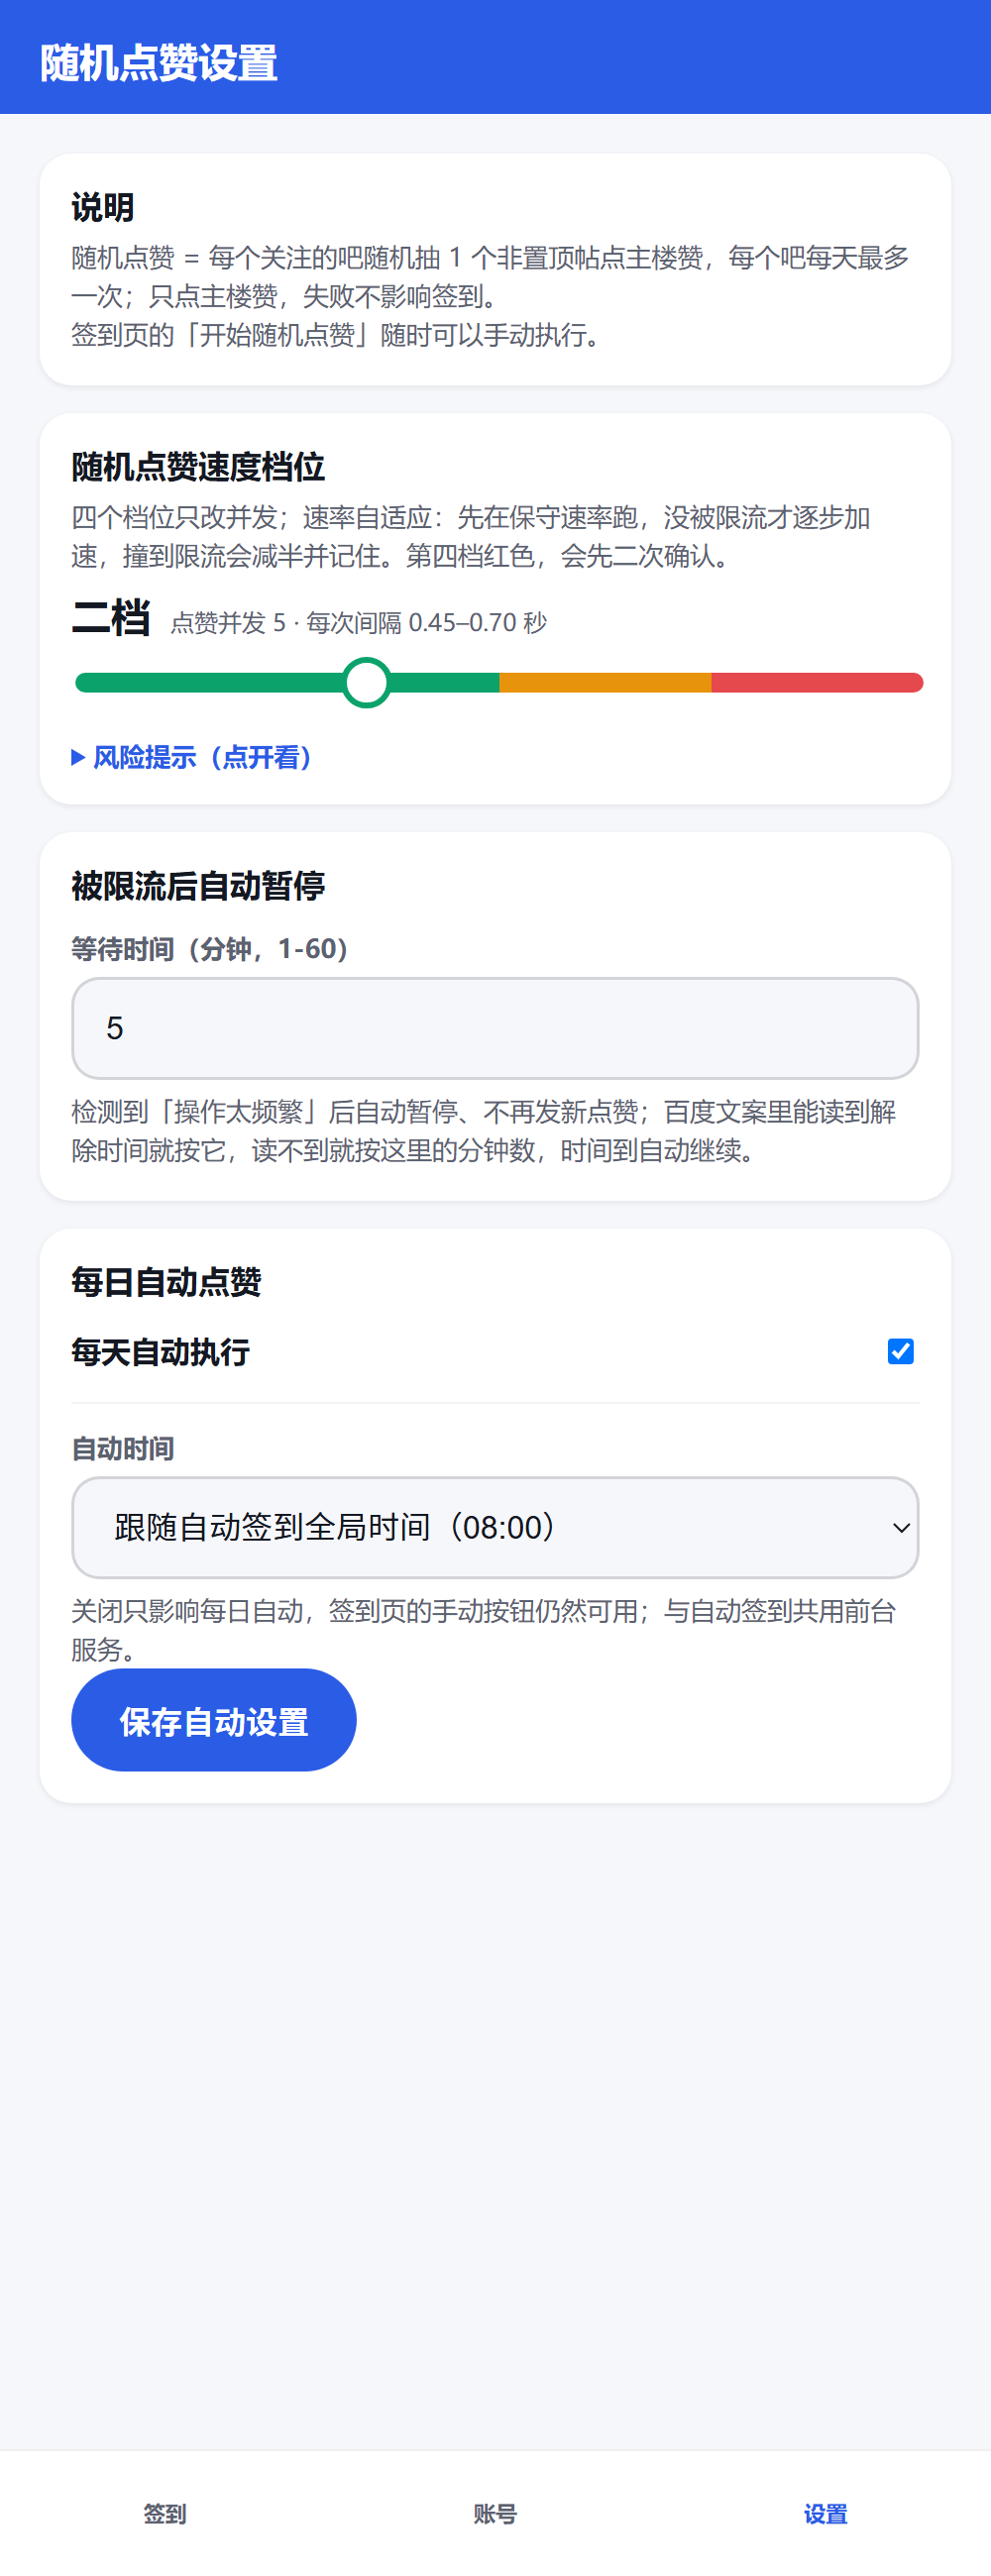 随机点赞设置
说明
随机点赞 = 每个关注的吧随机抽 1 个非置顶帖点主楼赞，每个吧每天最多
一次；只点主楼赞，失败不影响签到。
签到页的「开始随机点赞」随时可以手动执行。
随机点赞速度档位
四个档位只改并发；速率自适应：先在保守速率跑，没被限流才逐步加
速，撞到限流会减半并记住。第四档红色，会先二次确认。
二档 点赞并发 5 · 每次间隔 0.45–0.70 秒
▶ 风险提示（点开看）
被限流后自动暂停
等待时间（分钟，1-60）
5
检测到「操作太频繁」后自动暂停、不再发新点赞；百度文案里能读到解
除时间就按它，读不到就按这里的分钟数，时间到自动继续。
每日自动点赞
每天自动执行
自动时间
跟随自动签到全局时间（08:00）
关闭只影响每日自动，签到页的手动按钮仍然可用；与自动签到共用前台
服务。
保存自动设置
签到 账号 设置